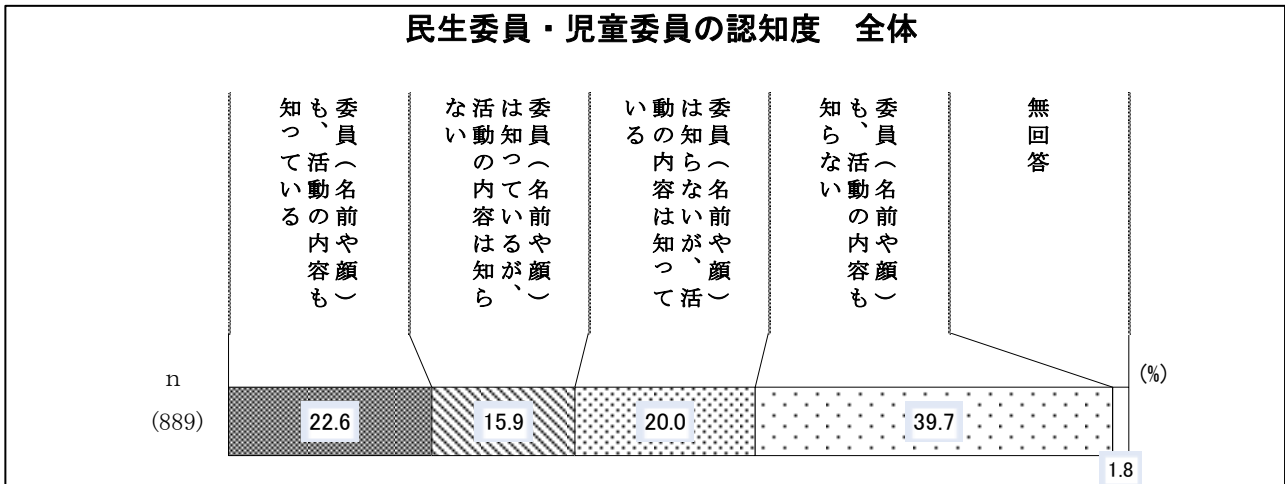 民生委員・児童委員の認知度　全体
委員（名前や顔）
も、活動の内容も
知っている
委員（名前や顔）
は知っているが、
活動の内容は知ら
ない
委員（名前や顔）
は知らないが、活
動の内容は知って
いる
委員（名前や顔）
も、活動の内容も
知らない
無回答
n
(%)
(889)
22.6
15.9
20.0
39.7
1.8